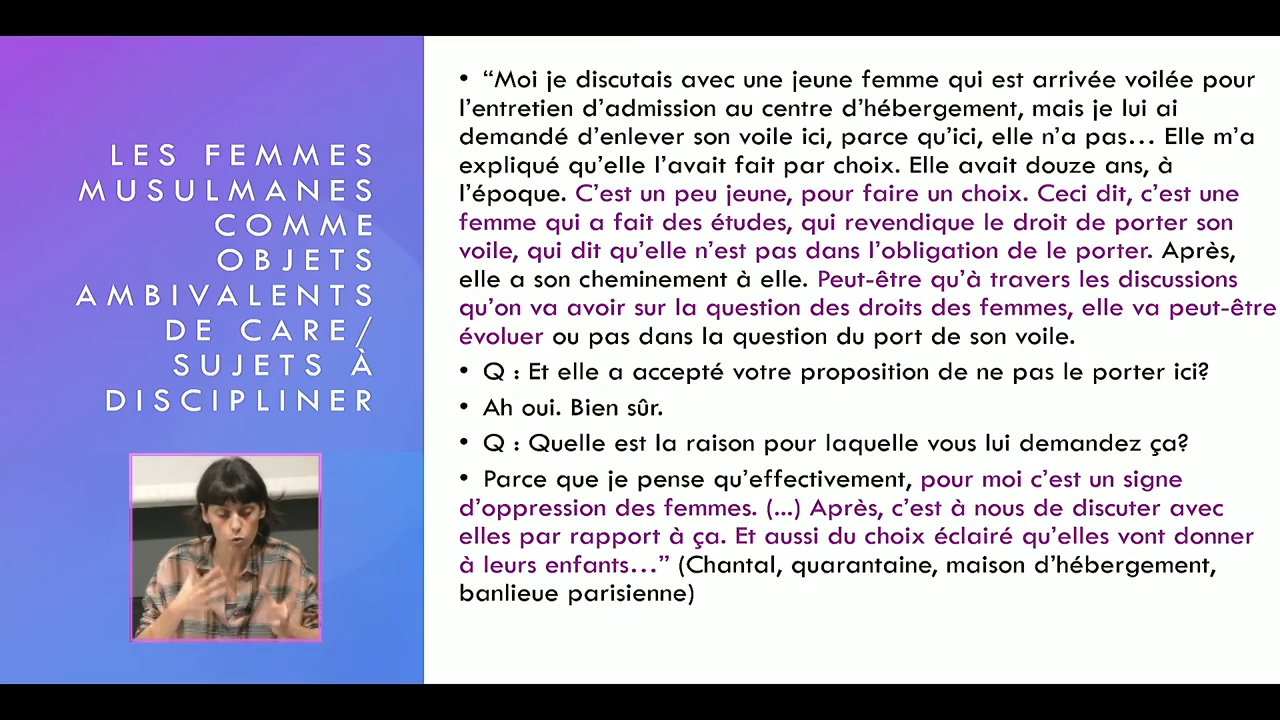 LES FEMMES
MUSULMANES
COMME
OBJETS
AMBIVALENTS
DE CARE/
SUJETS À
DISCIPLINER
• “Moi je discutais avec une jeune femme qui est arrivée voilée pour
l’entretien d’admission au centre d’hébergement, mais je lui ai
demandé d’enlever son voile ici, parce qu’ici, elle n’a pas… Elle m’a
expliqué qu’elle l’avait fait par choix. Elle avait douze ans, à
l’époque. C’est un peu jeune, pour faire un choix. Ceci dit, c’est une
femme qui a fait des études, qui revendique le droit de porter son
voile, qui dit qu’elle n’est pas dans l’obligation de le porter. Après,
elle a son cheminement à elle. Peut-être qu’à travers les discussions
qu’on va avoir sur la question des droits des femmes, elle va peut-être
évoluer ou pas dans la question du port de son voile.
• Q : Et elle a accepté votre proposition de ne pas le porter ici?
• Ah oui. Bien sûr.
• Q : Quelle est la raison pour laquelle vous lui demandez ça?
• Parce que je pense qu’effectivement, pour moi c’est un signe
d’oppression des femmes. (...) Après, c’est à nous de discuter avec
elles par rapport à ça. Et aussi du choix éclairé qu’elles vont donner
à leurs enfants…” (Chantal, quarantaine, maison d’hébergement,
banlieue parisienne)